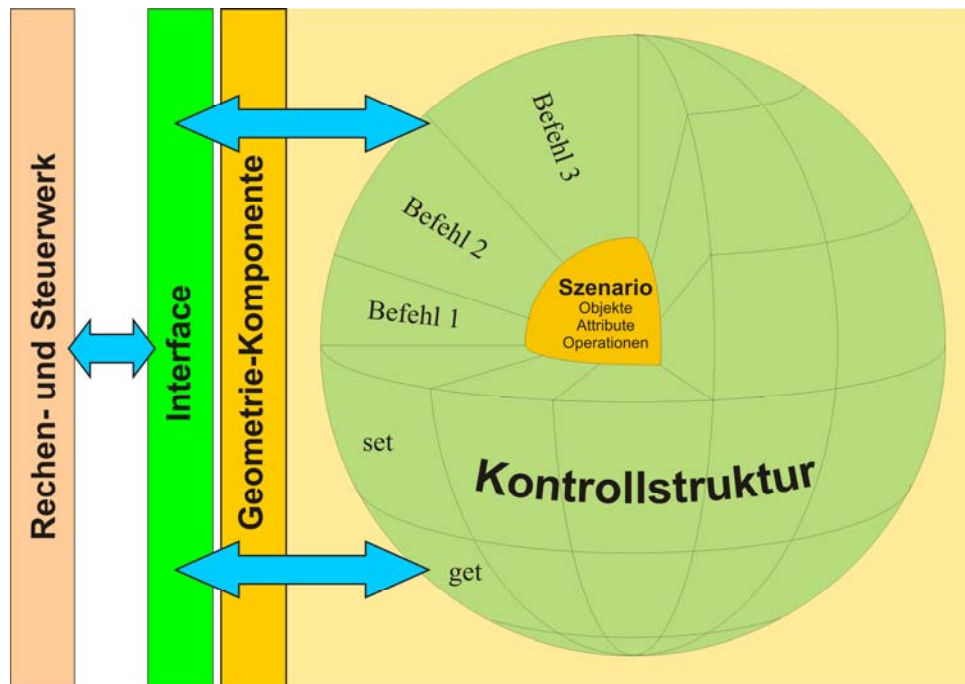 Rechen- und Steuerwerk
Interface
Geometrie-Komponente
Befehl 3
Befehl 2
Befehl 1
Szenario
Objekte
Attribute
Operationen
set
Kontrollstruktur
get